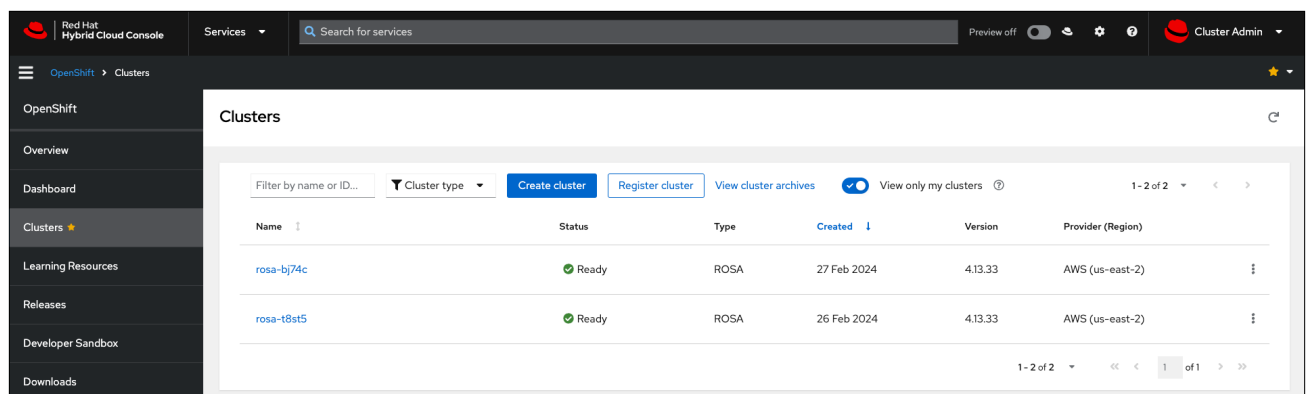 Red Hat
Hybrid Cloud Console
Services
Search for services
Preview off
Cluster Admin
OpenShift > Clusters
OpenShift
Overview
Dashboard
Clusters
Learning Resources
Releases
Developer Sandbox
Downloads
Clusters
Filter by name or ID... Cluster type Create cluster Register cluster View cluster archives View only my clusters 1 - 2 of 2
Name Status Type Created Version Provider (Region)
rosa-bj74c Ready ROSA 27 Feb 2024 4.13.33 AWS (us-east-2)
rosa-t8st5 Ready ROSA 26 Feb 2024 4.13.33 AWS (us-east-2)
1 - 2 of 2 1 of 1